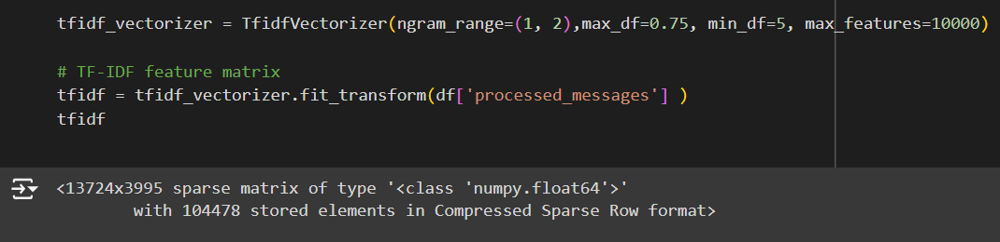 tfidf_vectorizer = TfidfVectorizer(ngram_range=(1, 2),max_df=0.75, min_df=5, max_features=10000)
# TF-IDF feature matrix
tfidf = tfidf_vectorizer.fit_transform(df['processed_messages'] )
tfidf
<13724x3995 sparse matrix of type '<class 'numpy.float64'>'
with 104478 stored elements in Compressed Sparse Row format>